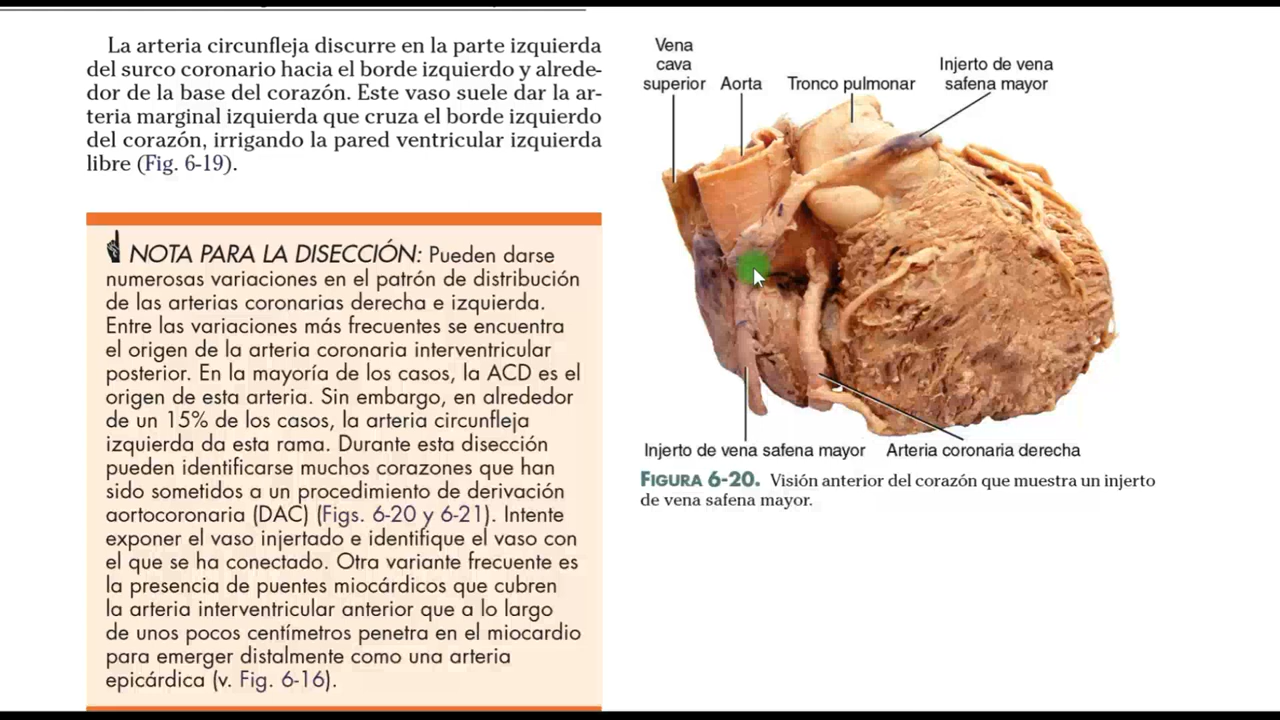 La arteria circunfleja discurre en la parte izquierda
del surco coronario hacia el borde izquierdo y alrede-
dor de la base del corazón. Este vaso suele dar la ar-
teria marginal izquierda que cruza el borde izquierdo
del corazón, irrigando la pared ventricular izquierda
libre (Fig. 6-19).
NOTA PARA LA DISECCIÓN: Pueden darse
numerosas variaciones en el patrón de distribución
de las arterias coronarias derecha e izquierda.
Entre las variaciones más frecuentes se encuentra
el origen de la arteria coronaria interventricular
posterior. En la mayoría de los casos, la ACD es el
origen de esta arteria. Sin embargo, en alrededor
de un 15% de los casos, la arteria circunfleja
izquierda da esta rama. Durante esta disección
pueden identificarse muchos corazones que han
sido sometidos a un procedimiento de derivación
aortocoronaria (DAC) (Figs. 6-20 y 6-21). Intente
exponer el vaso injertado e identifique el vaso con
el que se ha conectado. Otra variante frecuente es
la presencia de puentes miocárdicos que cubren
la arteria interventricular anterior que a lo largo
de unos pocos centímetros penetra en el miocardio
para emerger distalmente como una arteria
epicárdica (v. Fig. 6-16).
Vena
cava
superior
Aorta
Tronco pulmonar
Injerto de vena
safena mayor
Injerto de vena safena mayor
Arteria coronaria derecha
FIGURA 6-20. Visión anterior del corazón que muestra un injerto
de vena safena mayor.